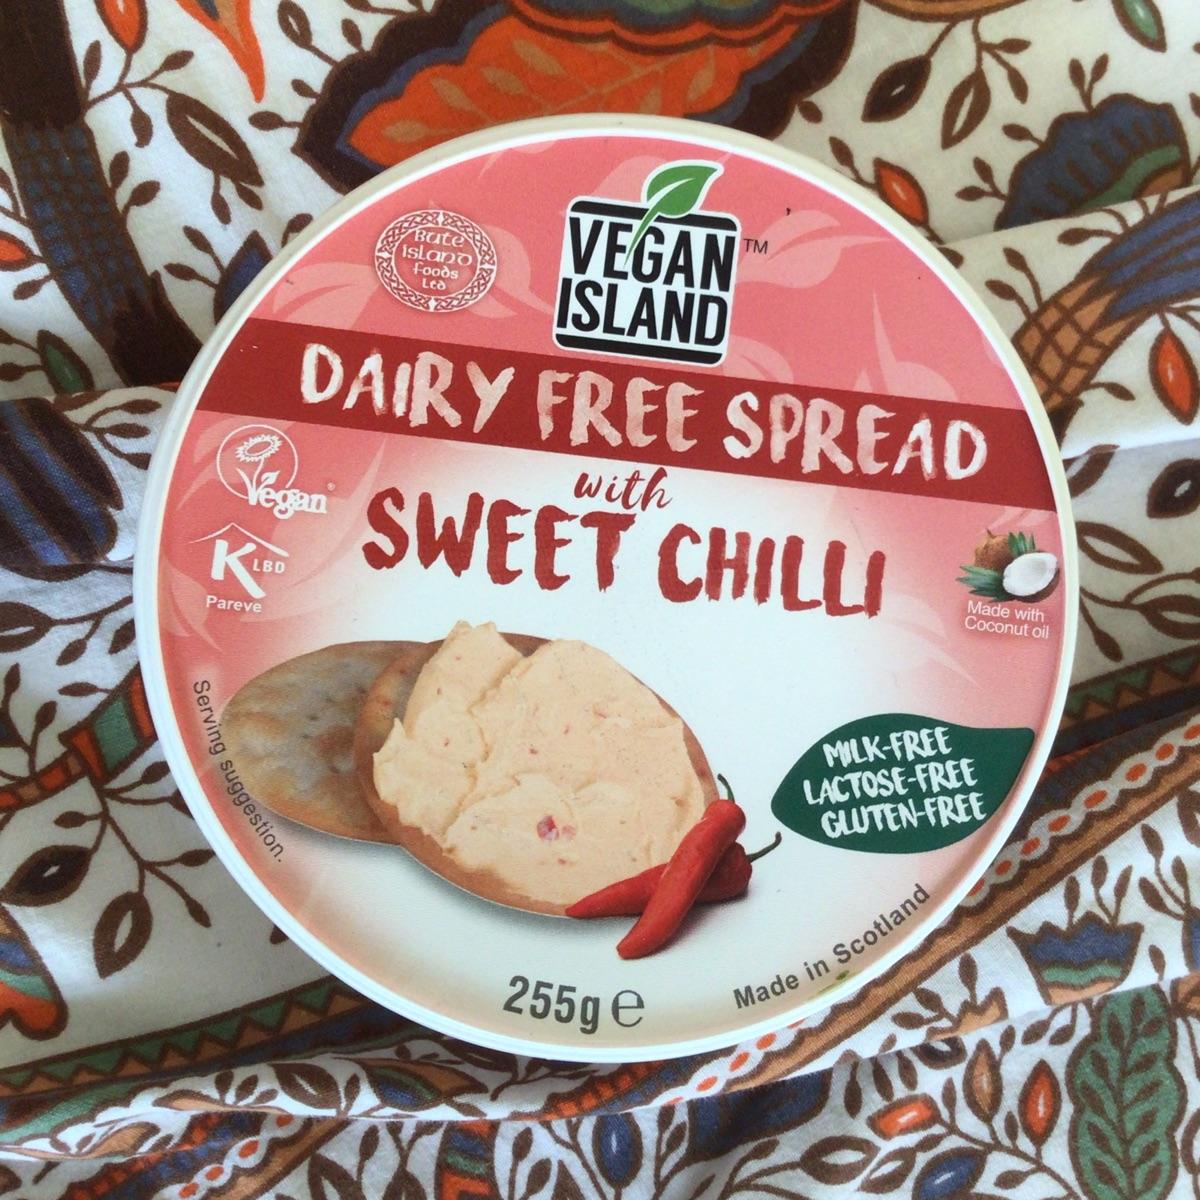 Bute
Island
Foods
Ltd
VEGAN
ISLAND
TM
DAIRY FREE SPREAD
with
SWEET CHILLI
Vegan®
K LBD
Pareve
Made with
Coconut oil
MILK-FREE
LACTOSE-FREE
GLUTEN-FREE
Serving suggestion.
255g ℮
Made in Scotland